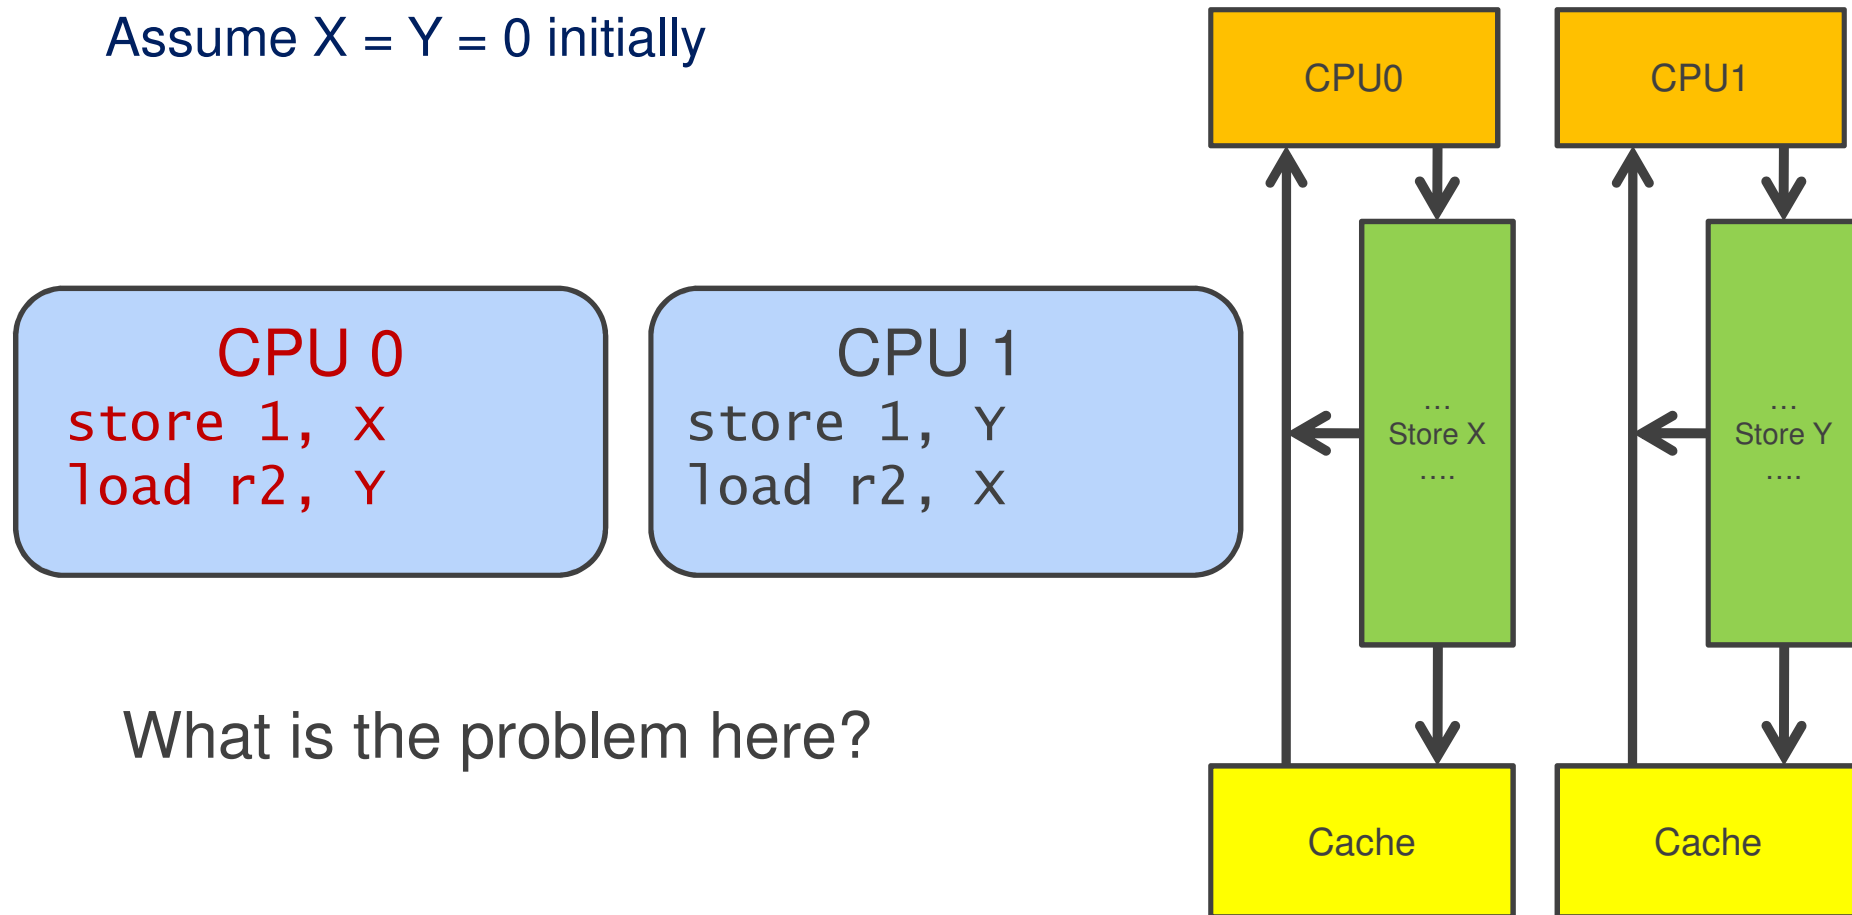 Assume X = Y = 0 initially
CPU 0
store 1, X
load r2, Y
CPU 1
store 1, Y
load r2, X
What is the problem here?
CPU0
CPU1
...
Store X
....
...
Store Y
....
Cache
Cache